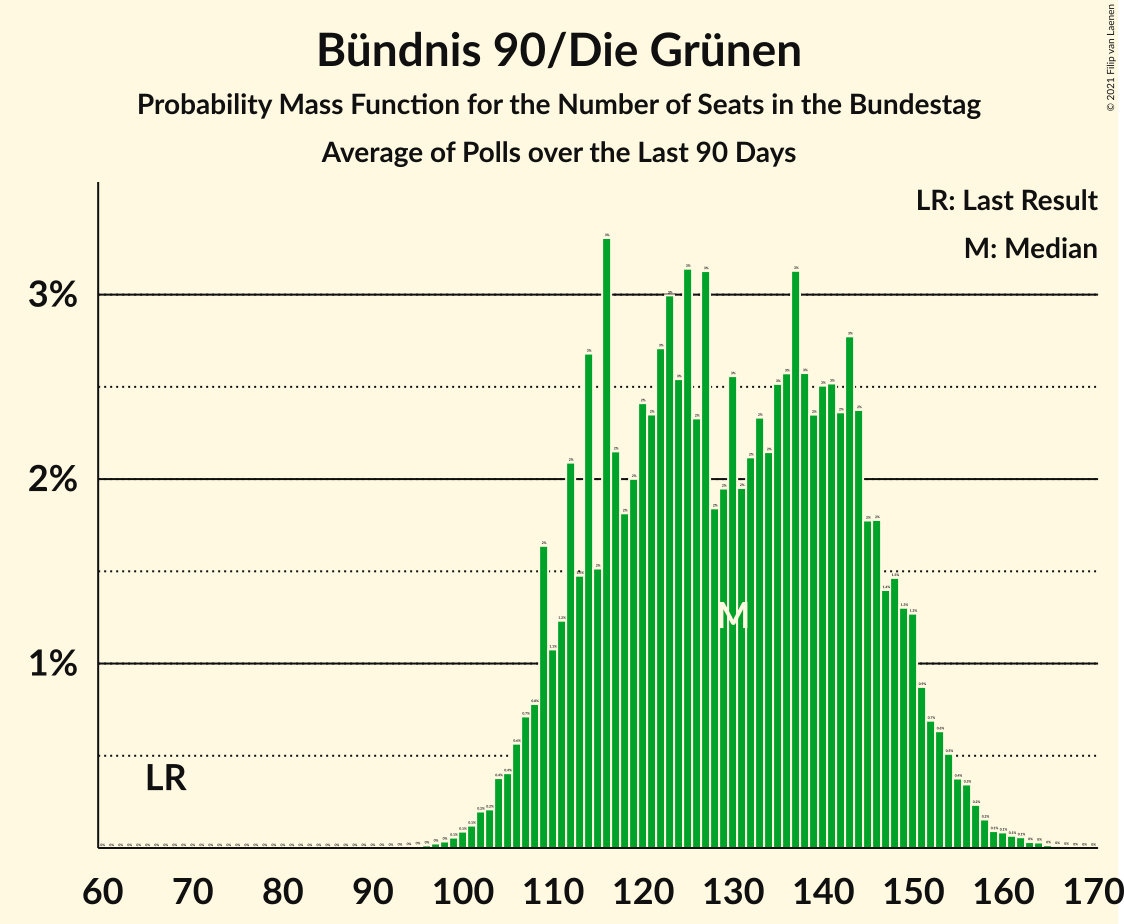 Bündnis 90/Die Grünen
Probability Mass Function for the Number of Seats in the Bundestag
Average of Polls over the Last 90 Days
© 2021 Filip van Laenen
LR: Last Result
M: Median
3%
2%
1%
LR
M
60 70 80 90 100 110 120 130 140 150 160 170